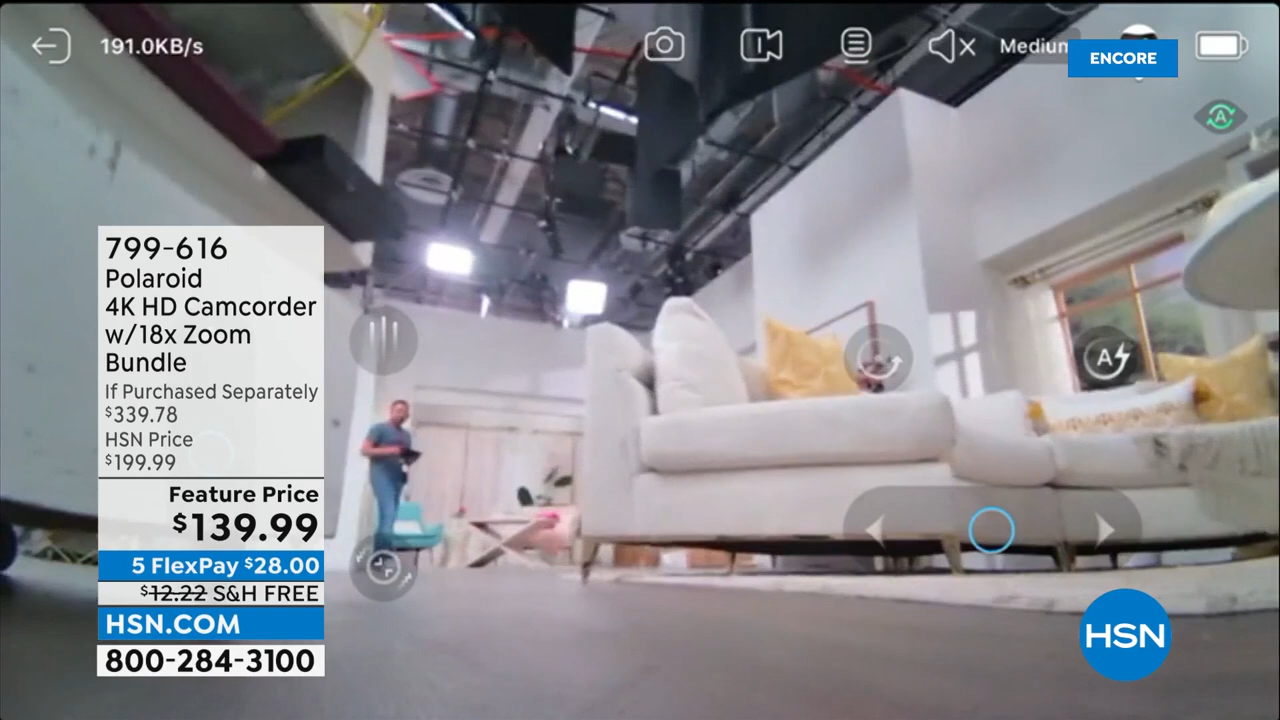 191.0KB/s
Medium
ENCORE
A
799-616
Polaroid
4K HD Camcorder
w/18x Zoom
Bundle
If Purchased Separately
$339.78
HSN Price
$199.99
Feature Price
$139.99
5 FlexPay $28.00
$12.22 S&H FREE
HSN.COM
800-284-3100
A
HSN